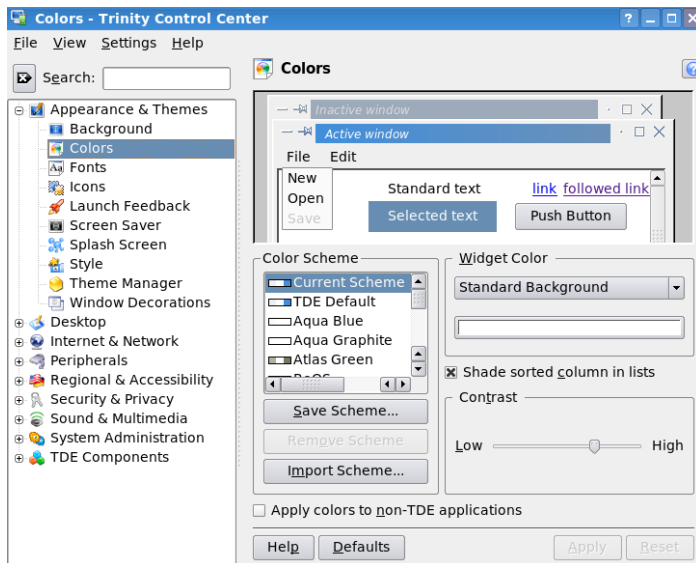 Colors - Trinity Control Center
File View Settings Help
Search:
Appearance & Themes
Background
Colors
Fonts
Icons
Launch Feedback
Screen Saver
Splash Screen
Style
Theme Manager
Window Decorations
Desktop
Internet & Network
Peripherals
Regional & Accessibility
Security & Privacy
Sound & Multimedia
System Administration
TDE Components
Colors
Inactive window
Active window
File Edit
New
Open
Save
Standard text link followed link
Selected text Push Button
Color Scheme
Current Scheme
TDE Default
Aqua Blue
Aqua Graphite
Atlas Green
BeOS
Save Scheme...
Remove Scheme
Import Scheme...
Widget Color
Standard Background
Shade sorted column in lists
Contrast
Low High
Apply colors to non-TDE applications
Help Defaults Apply Reset